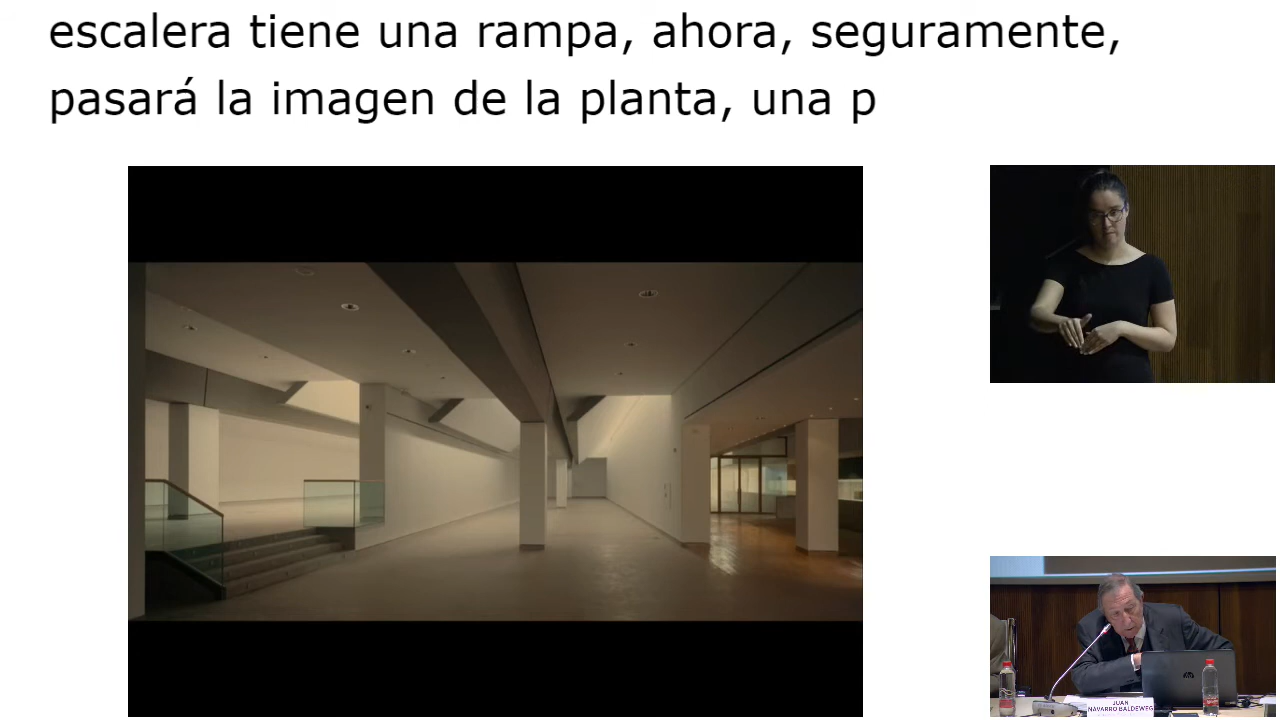 escalera tiene una rampa, ahora, seguramente,
pasará la imagen de la planta, una p
JUAN
NAVARRO BALDEWEG